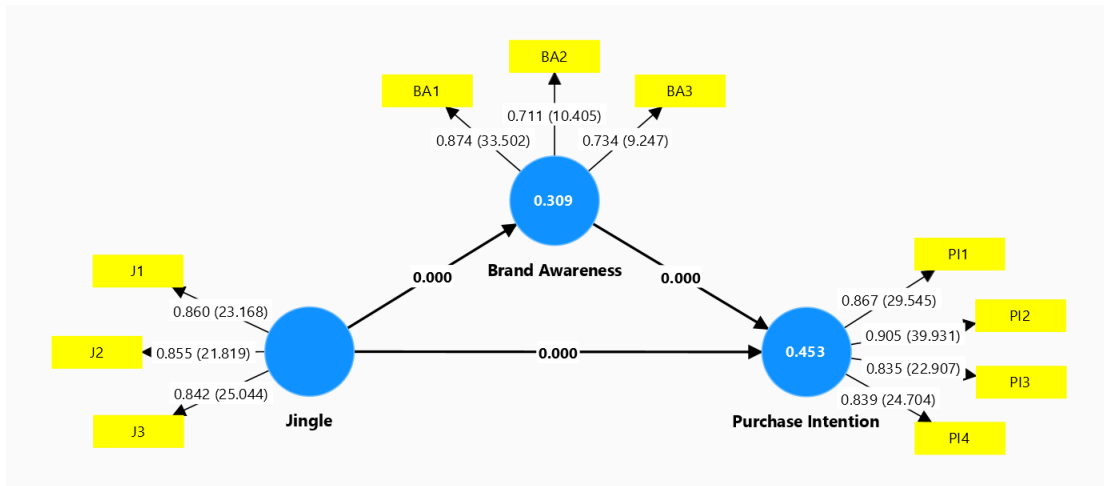 BA2
BA1
BA3
0.711 (10.405)
0.874 (33.502)
0.734 (9.247)
0.309
Brand Awareness
J1
0.860 (23.168)
J2
0.855 (21.819)
0.842 (25.044)
J3
Jingle
0.000
0.000
0.000
0.453
Purchase Intention
PI1
0.867 (29.545)
PI2
0.905 (39.931)
0.835 (22.907)
PI3
0.839 (24.704)
PI4